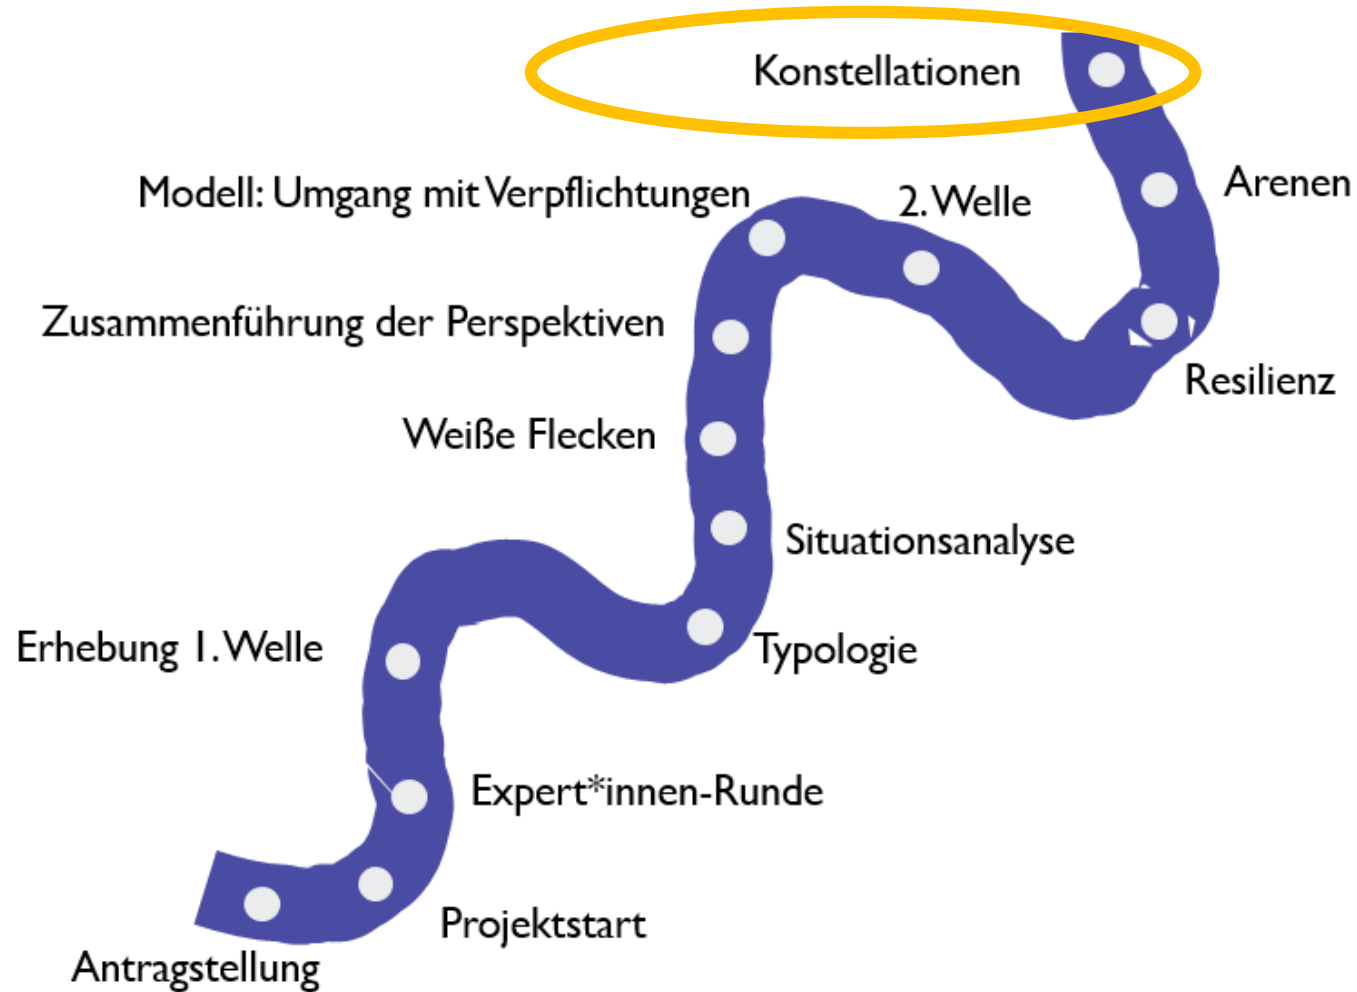 Konstellationen
Arenen
Modell: Umgang mit Verpflichtungen
2. Welle
Zusammenführung der Perspektiven
Resilienz
Weiße Flecken
Situationsanalyse
Erhebung 1. Welle
Typologie
Expert*innen-Runde
Projektstart
Antragstellung